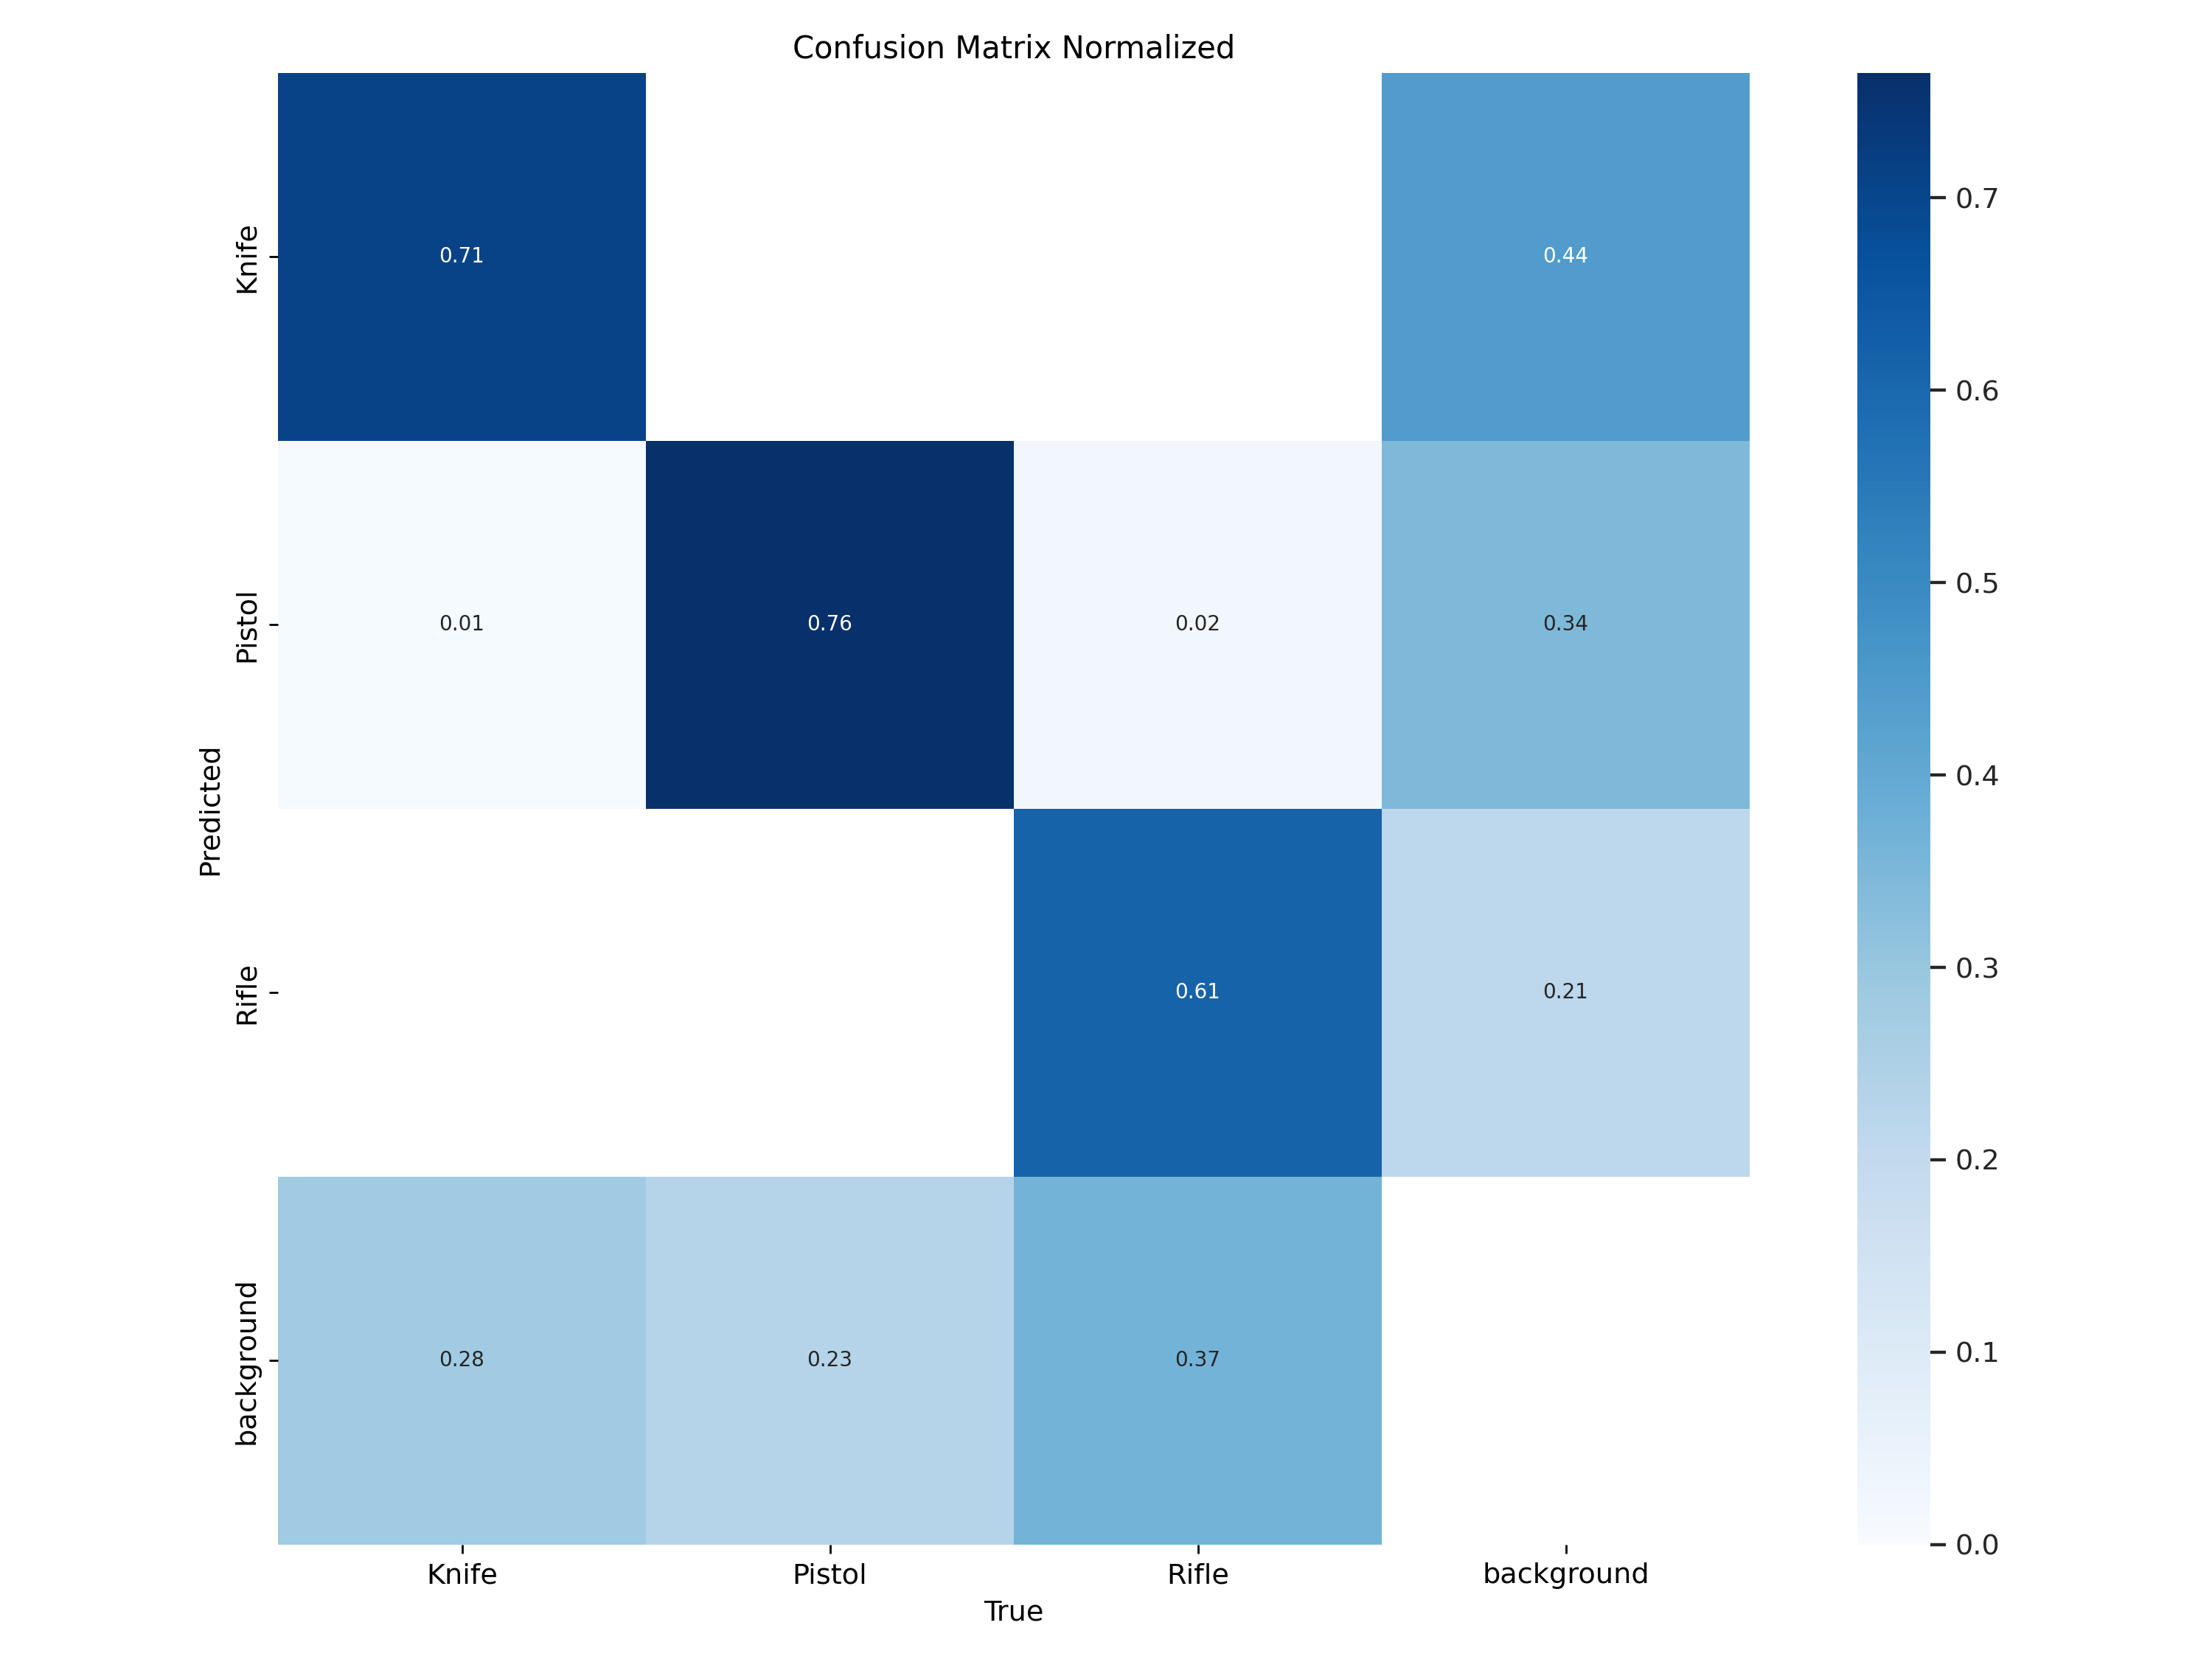 Confusion Matrix Normalized
Knife
0.71
0.44
0.7
0.6
Pistol
0.01
0.76
0.02
0.34
0.5
0.4
Predicted
Rifle
0.61
0.21
0.3
0.2
background
0.28
0.23
0.37
0.1
0.0
Knife Pistol Rifle background
True